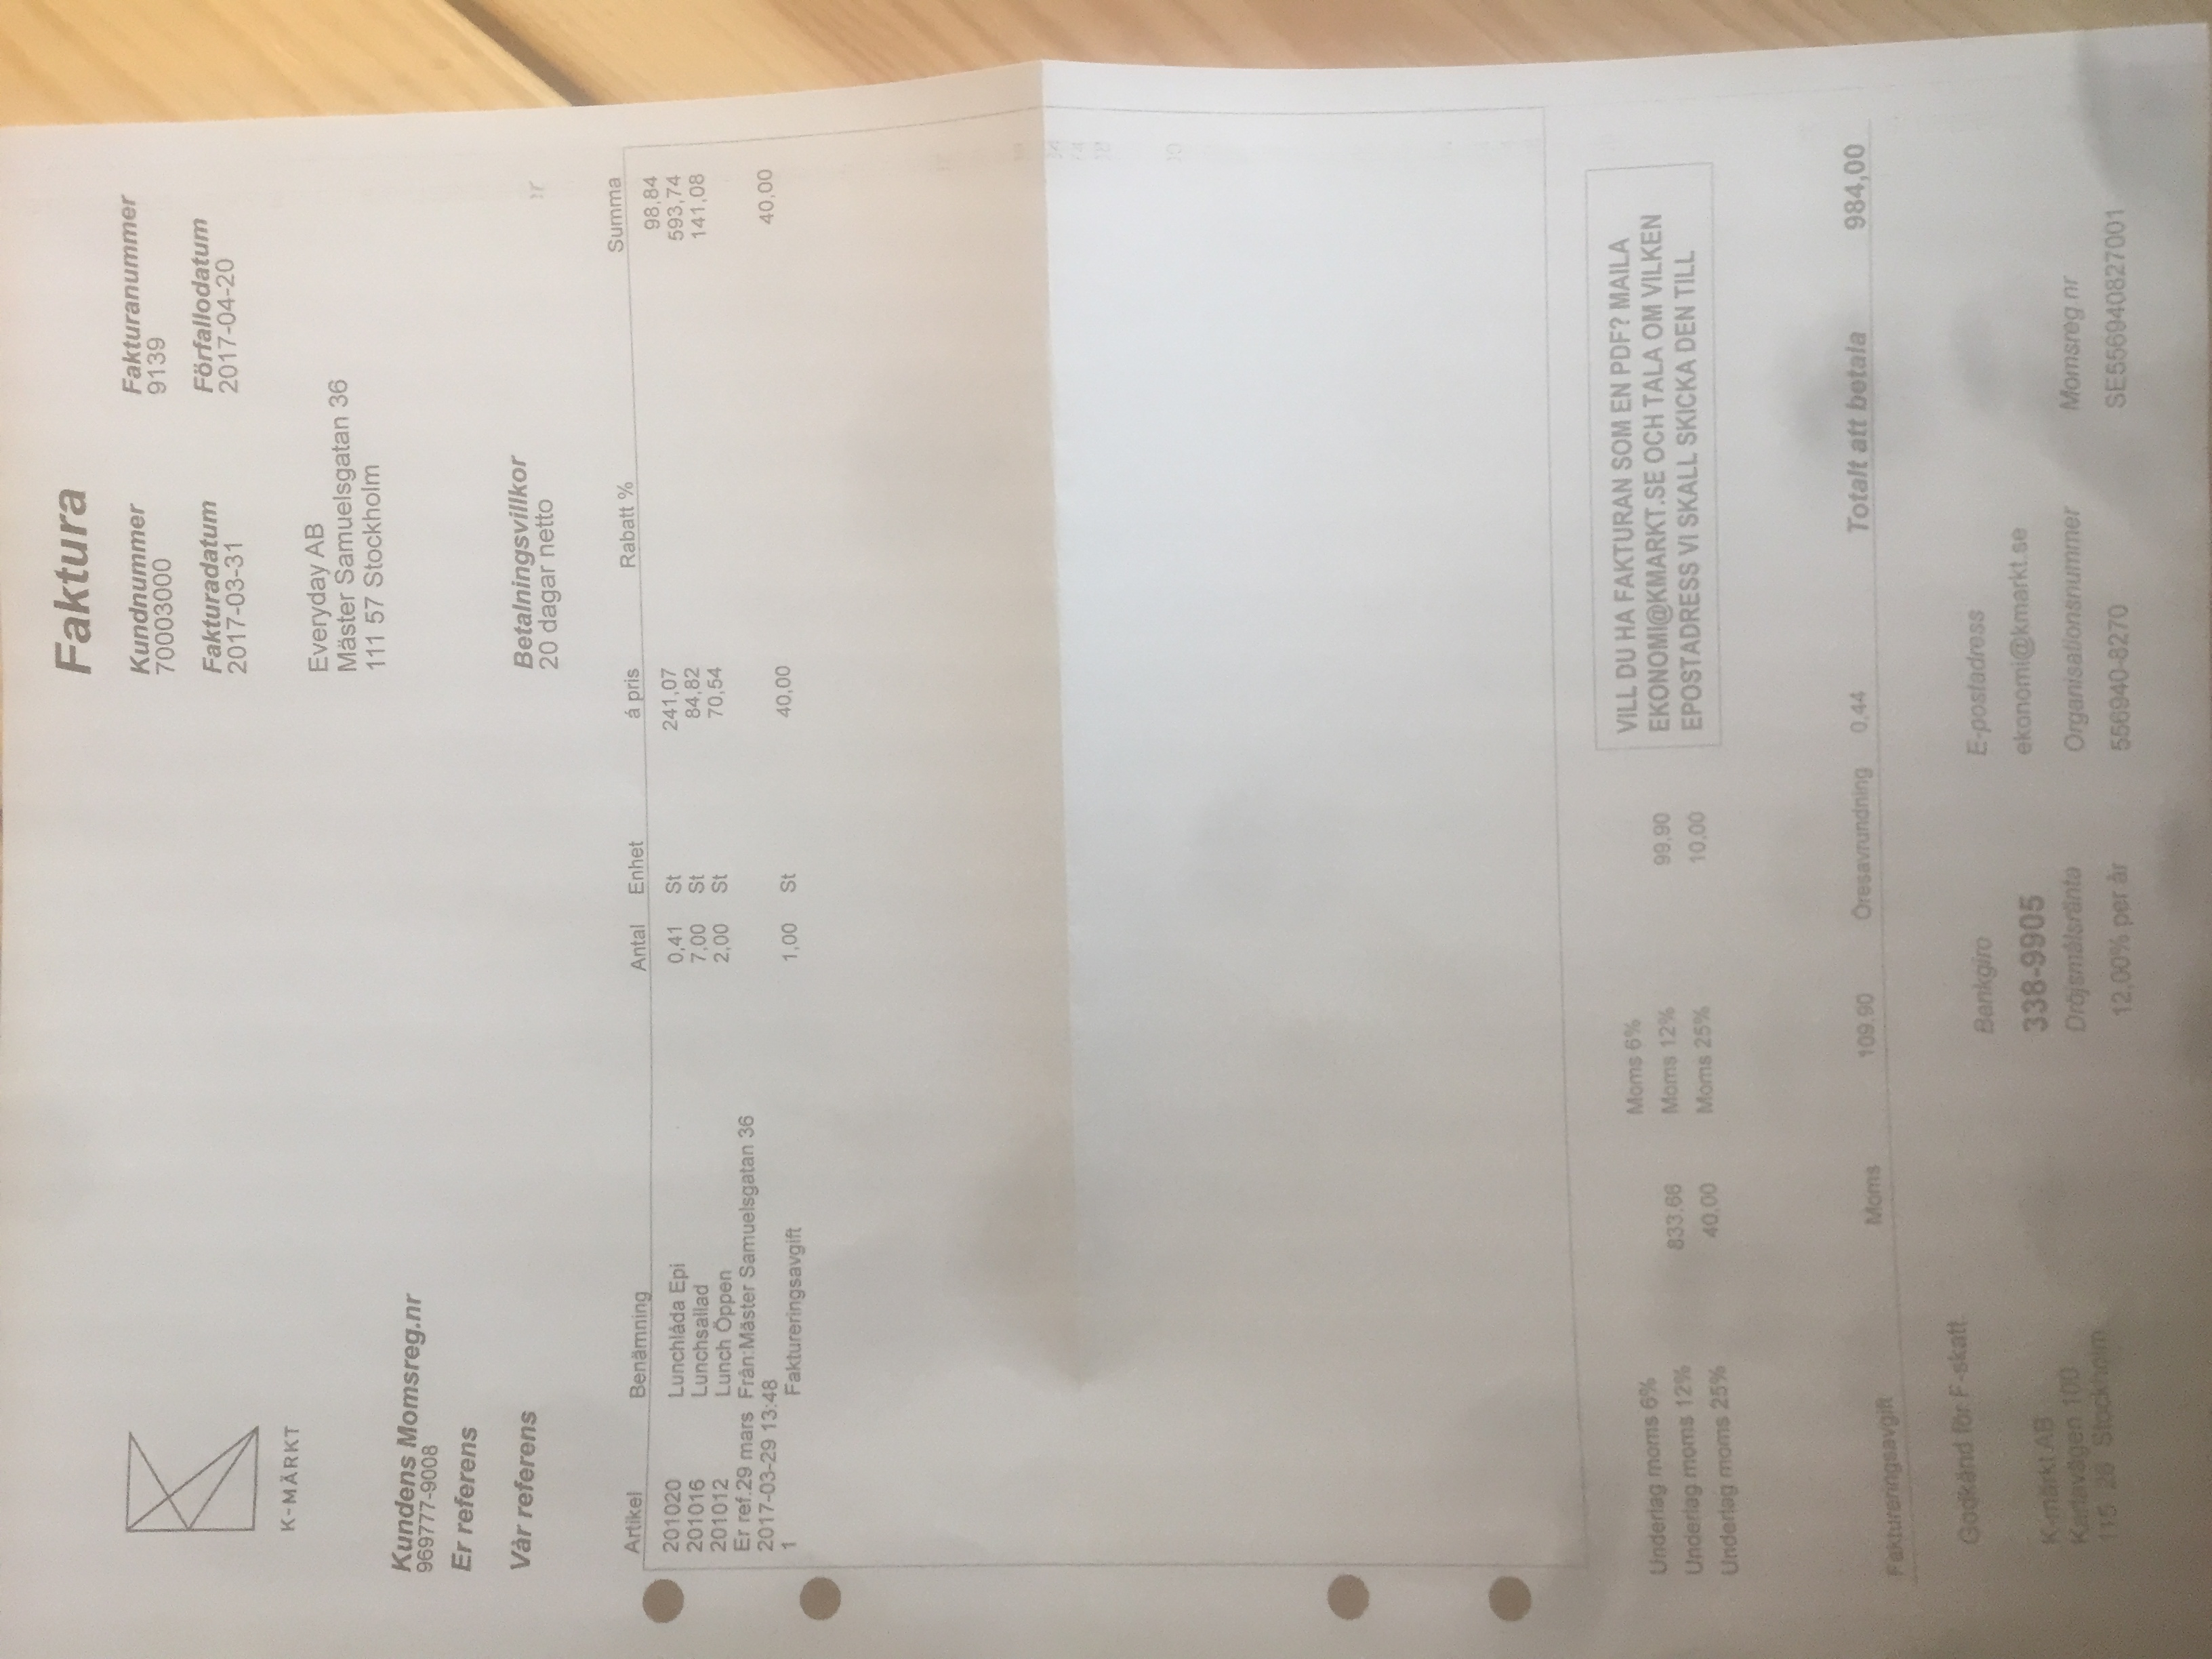 Faktura
Kundnummer Fakturanummer
70003000 9139
Fakturadatum Förfallodatum
2017-03-31 2017-04-20
K-MÄRKT
Everyday AB
Mäster Samuelsgatan 36
111 57 Stockholm
Kundens Momsreg.nr
969777-9008
Er referens
Vår referens
Betalningsvillkor
20 dagar netto
Artikel Benämning Antal Enhet á pris Rabatt % Summa
201020 Lunchlåda Epi 0,41 St 241,07 98,84
201016 Lunchsallad 7,00 St 84,82 593,74
201012 Lunch Öppen 2,00 St 70,54 141,08
Er ref.29 mars Från:Mäster Samuelsgatan 36
2017-03-29 13:48
1 Faktureringsavgift 1,00 St 40,00 40,00
Underlag moms 6% Moms 6%
Underlag moms 12% 833,66 Moms 12% 99,90
Underlag moms 25% 40,00 Moms 25% 10,00
VILL DU HA FAKTURAN SOM EN PDF? MAILA
EKONOMI@KMARKT.SE OCH TALA OM VILKEN
EPOSTADRESS VI SKALL SKICKA DEN TILL
Faktureringsavgift Moms 109,90 Öresavrundning 0,44 Totalt att betala 984,00
Godkänd för F-skatt.
K-märkt AB
Karlavägen 100
115 26 Stockholm
Bankgiro
338-9905
Dröjsmålsränta
12,00% per år
E-postadress
ekonomi@kmarkt.se
Organisationsnummer
556940-8270
Momsreg.nr
SE556940827001